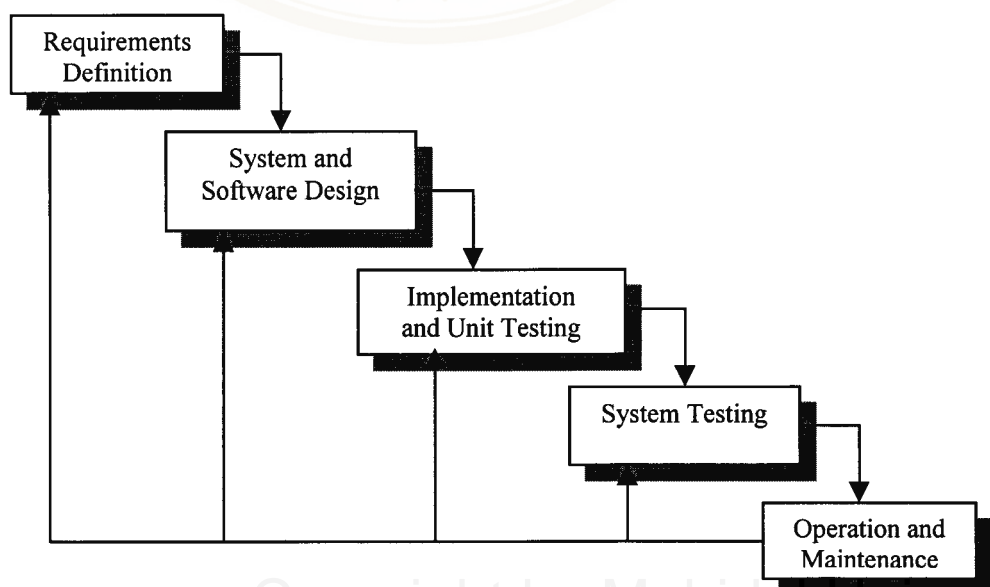 Requirements
Definition
System and
Software Design
Implementation
and Unit Testing
System Testing
Operation and
Maintenance